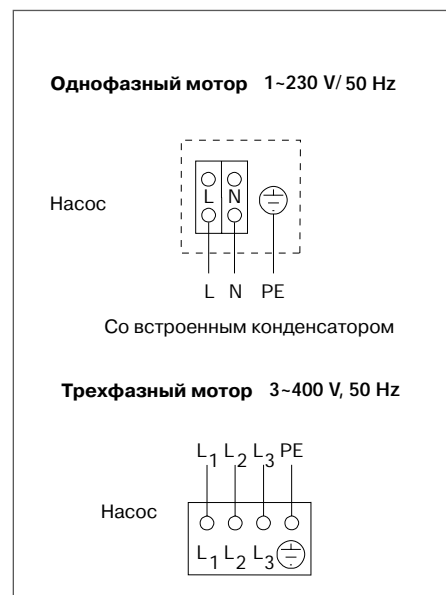 Однофазный мотор 1~230 V/ 50 Hz
Насос
L N
L N PE
Со встроенным конденсатором
Трехфазный мотор 3~400 V, 50 Hz
L1 L2 L3 PE
Насос
L1 L2 L3